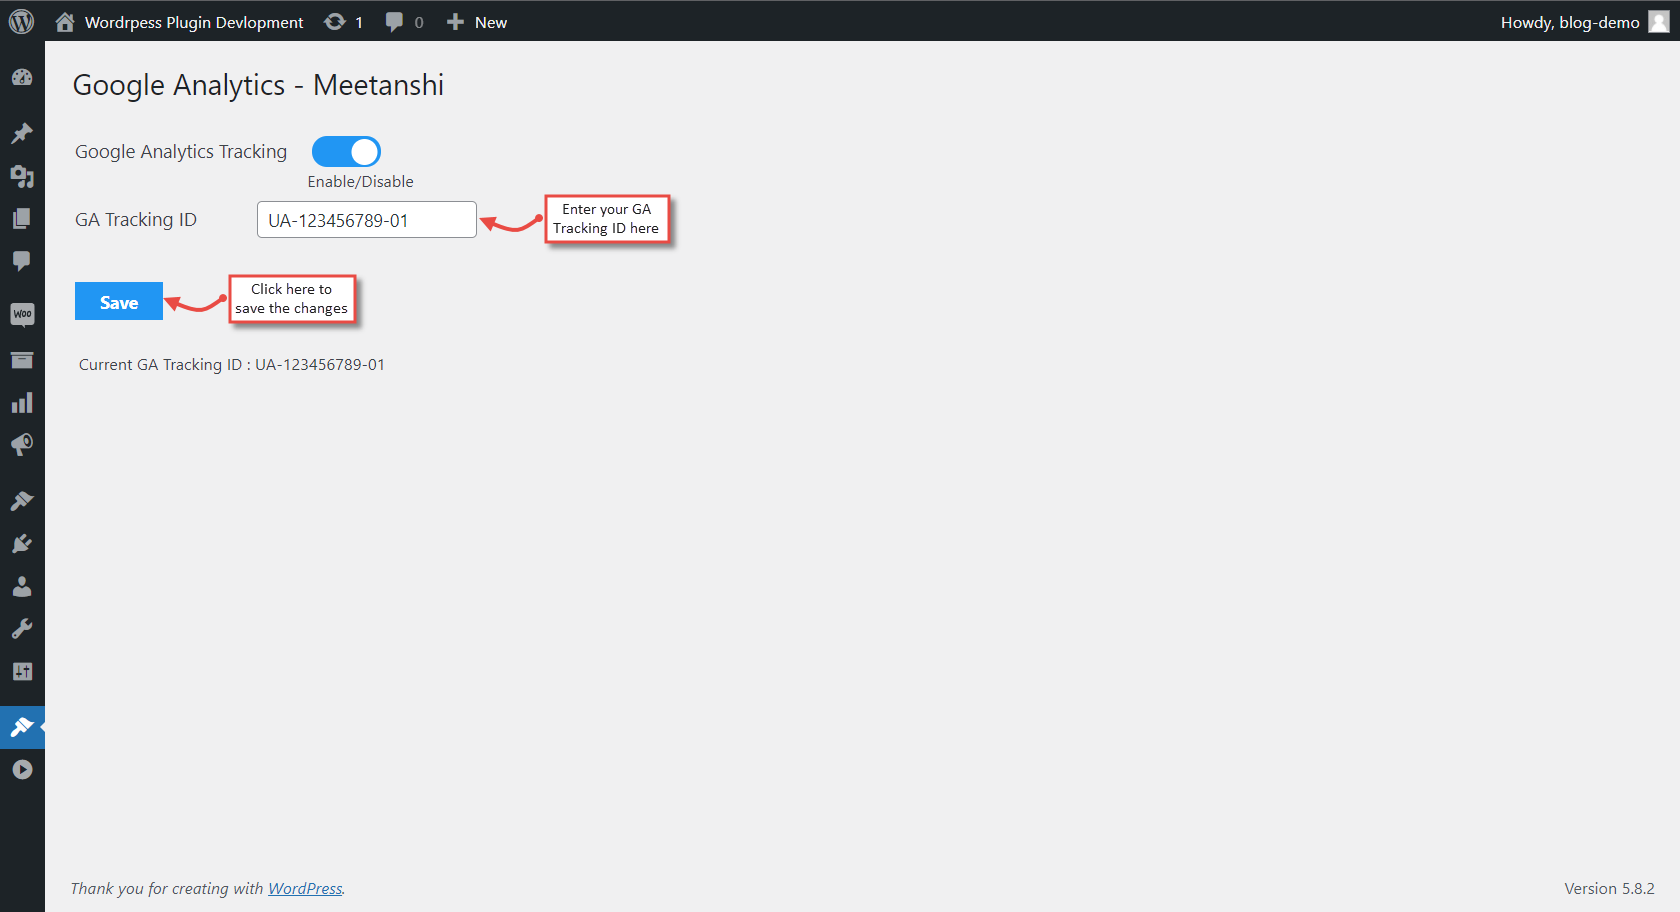 Wordrpess Plugin Devlopment 1 0 New Howdy, blog-demo
Google Analytics - Meetanshi
Google Analytics Tracking
Enable/Disable
GA Tracking ID UA-123456789-01
Enter your GA
Tracking ID here
Save
Click here to
save the changes
Current GA Tracking ID : UA-123456789-01
Woo
Thank you for creating with WordPress.
Version 5.8.2